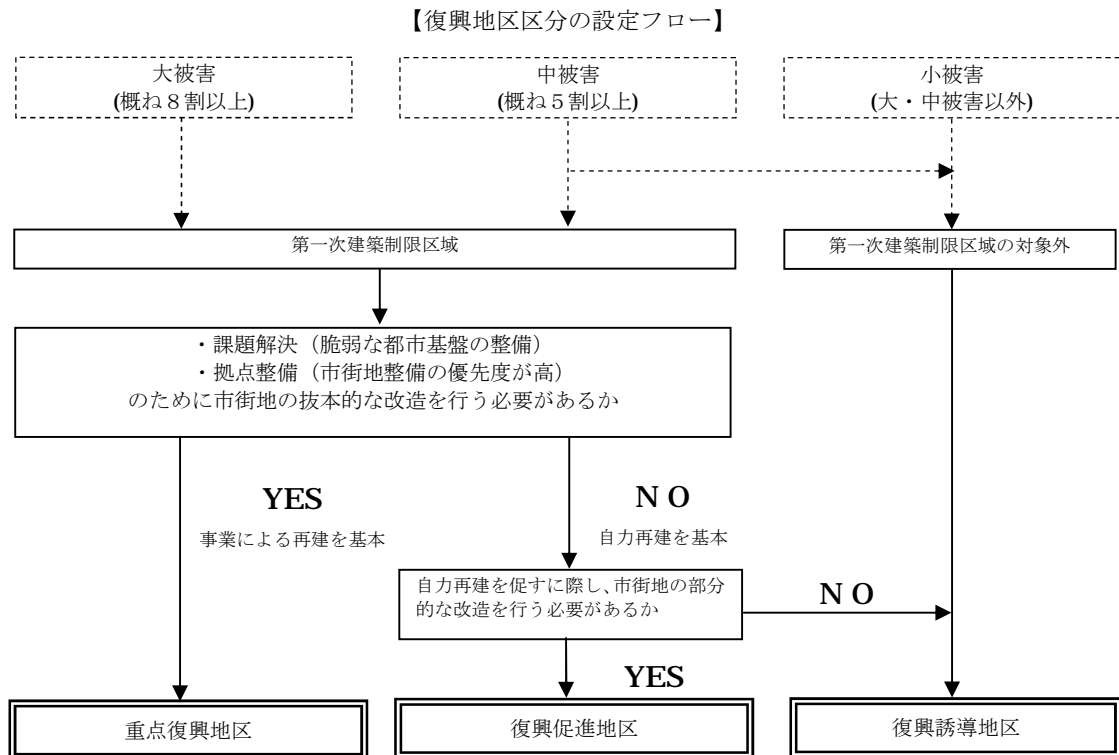 【復興地区区分の設定フロー】
大被害
(概ね８割以上)
中被害
(概ね５割以上)
小被害
(大・中被害以外)
第一次建築制限区域
第一次建築制限区域の対象外
・課題解決（脆弱な都市基盤の整備）
・拠点整備（市街地整備の優先度が高）
のために市街地の抜本的な改造を行う必要があるか
YES
事業による再建を基本
ＮＯ
自力再建を基本
自力再建を促すに際し、市街地の部分
的な改造を行う必要があるか
ＮＯ
YES
重点復興地区
復興促進地区
復興誘導地区